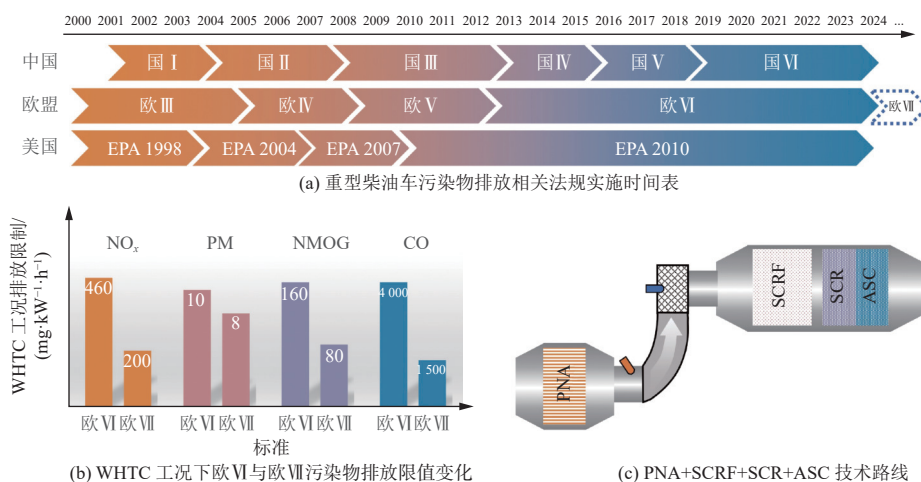 2000 2001 2002 2003 2004 2005 2006 2007 2008 2009 2010 2011 2012 2013 2014 2015 2016 2017 2018 2019 2020 2021 2022 2023 2024 ...
中国 国Ⅰ 国Ⅱ 国Ⅲ 国Ⅳ 国Ⅴ 国Ⅵ
欧盟 欧Ⅲ 欧Ⅳ 欧Ⅴ 欧Ⅵ 欧Ⅶ
美国 EPA 1998 EPA 2004 EPA 2007 EPA 2010
(a) 重型柴油车污染物排放相关法规实施时间表
WHTC 工况排放限制/
(mg·kW⁻¹·h⁻¹)
NOₓ PM NMOG CO
460 10 160 4 000
200 8 80 1 500
欧Ⅵ 欧Ⅶ 欧Ⅵ 欧Ⅶ 欧Ⅵ 欧Ⅶ 欧Ⅵ 欧Ⅶ
标准
(b) WHTC 工况下欧Ⅵ与欧Ⅶ污染物排放限值变化
PNA
SCRF
SCR
ASC
(c) PNA+SCRF+SCR+ASC 技术路线